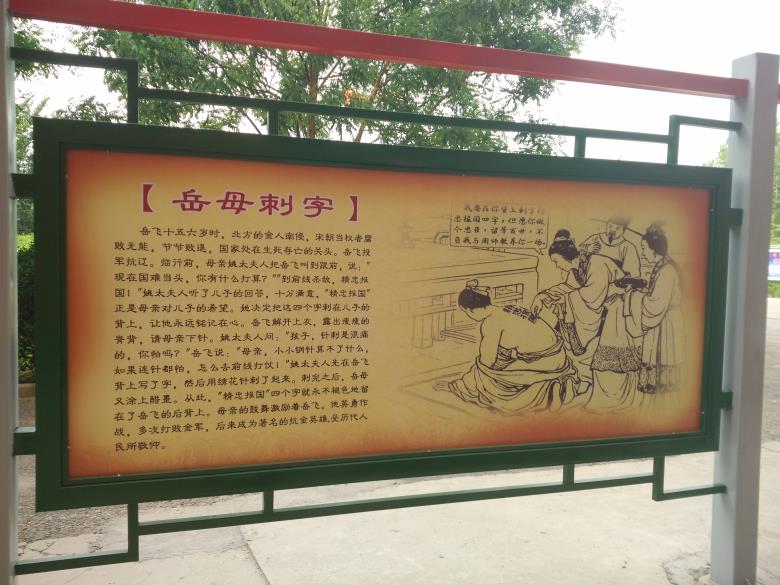 【岳母刺字】
岳飞十五六岁时，北方的金人南侵，宋朝当权者腐
败无能，节节败退，国家处在生死存亡的关头。岳飞投
军抗辽。临行前，母亲姚太夫人把岳飞叫到跟前，说："
现在国难当头，你有什么打算？""到前线杀敌，精忠报
国！"姚太夫人听了儿子的回答，十分满意，"精忠报国"
正是母亲对儿子的希望。她决定把这四个字刺在儿子的
背上，让他永远铭记在心。岳飞解开上衣，露出瘦瘦的
脊背，请母亲下针。姚太夫人问："孩子，针刺是很痛
的，你怕吗？"岳飞说："母亲，小小钢针算不了什么，
如果连针都怕，怎么去前线打仗！"姚太夫人先在岳飞
背上写了字，然后用绣花针刺了起来。刺完之后，岳母
又涂上醋墨。从此，"精忠报国"四个字就永不褪色地留
在了岳飞的后背上。母亲的鼓舞激励着岳飞。他英勇作
战，多次打败金军，后来成为著名的抗金英雄，受历代人
民所敬仰。
我要在你背上刺下精
忠报国四字，但愿你做
个忠臣，留芳百世，不
负我与周师教养你一场。